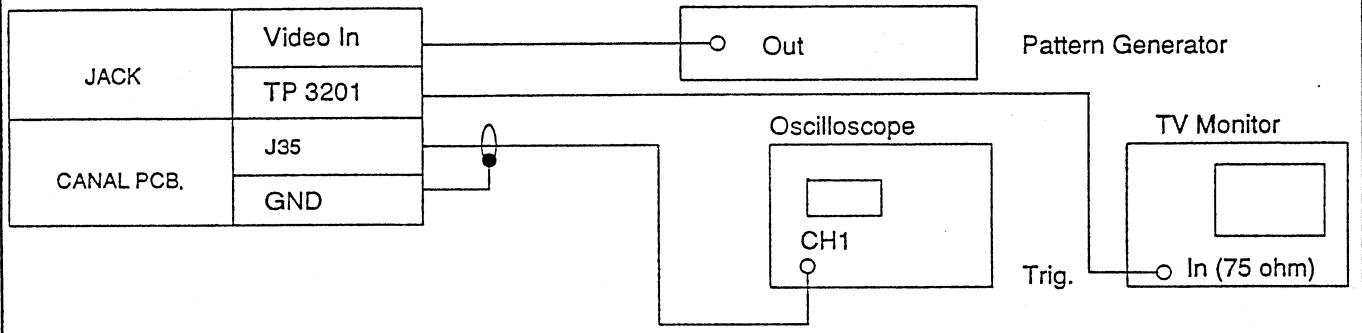 JACK
Video In
TP 3201
CANAL PCB.
J35
GND
Out
Pattern Generator
Oscilloscope
CH1
Trig.
TV Monitor
In (75 ohm)